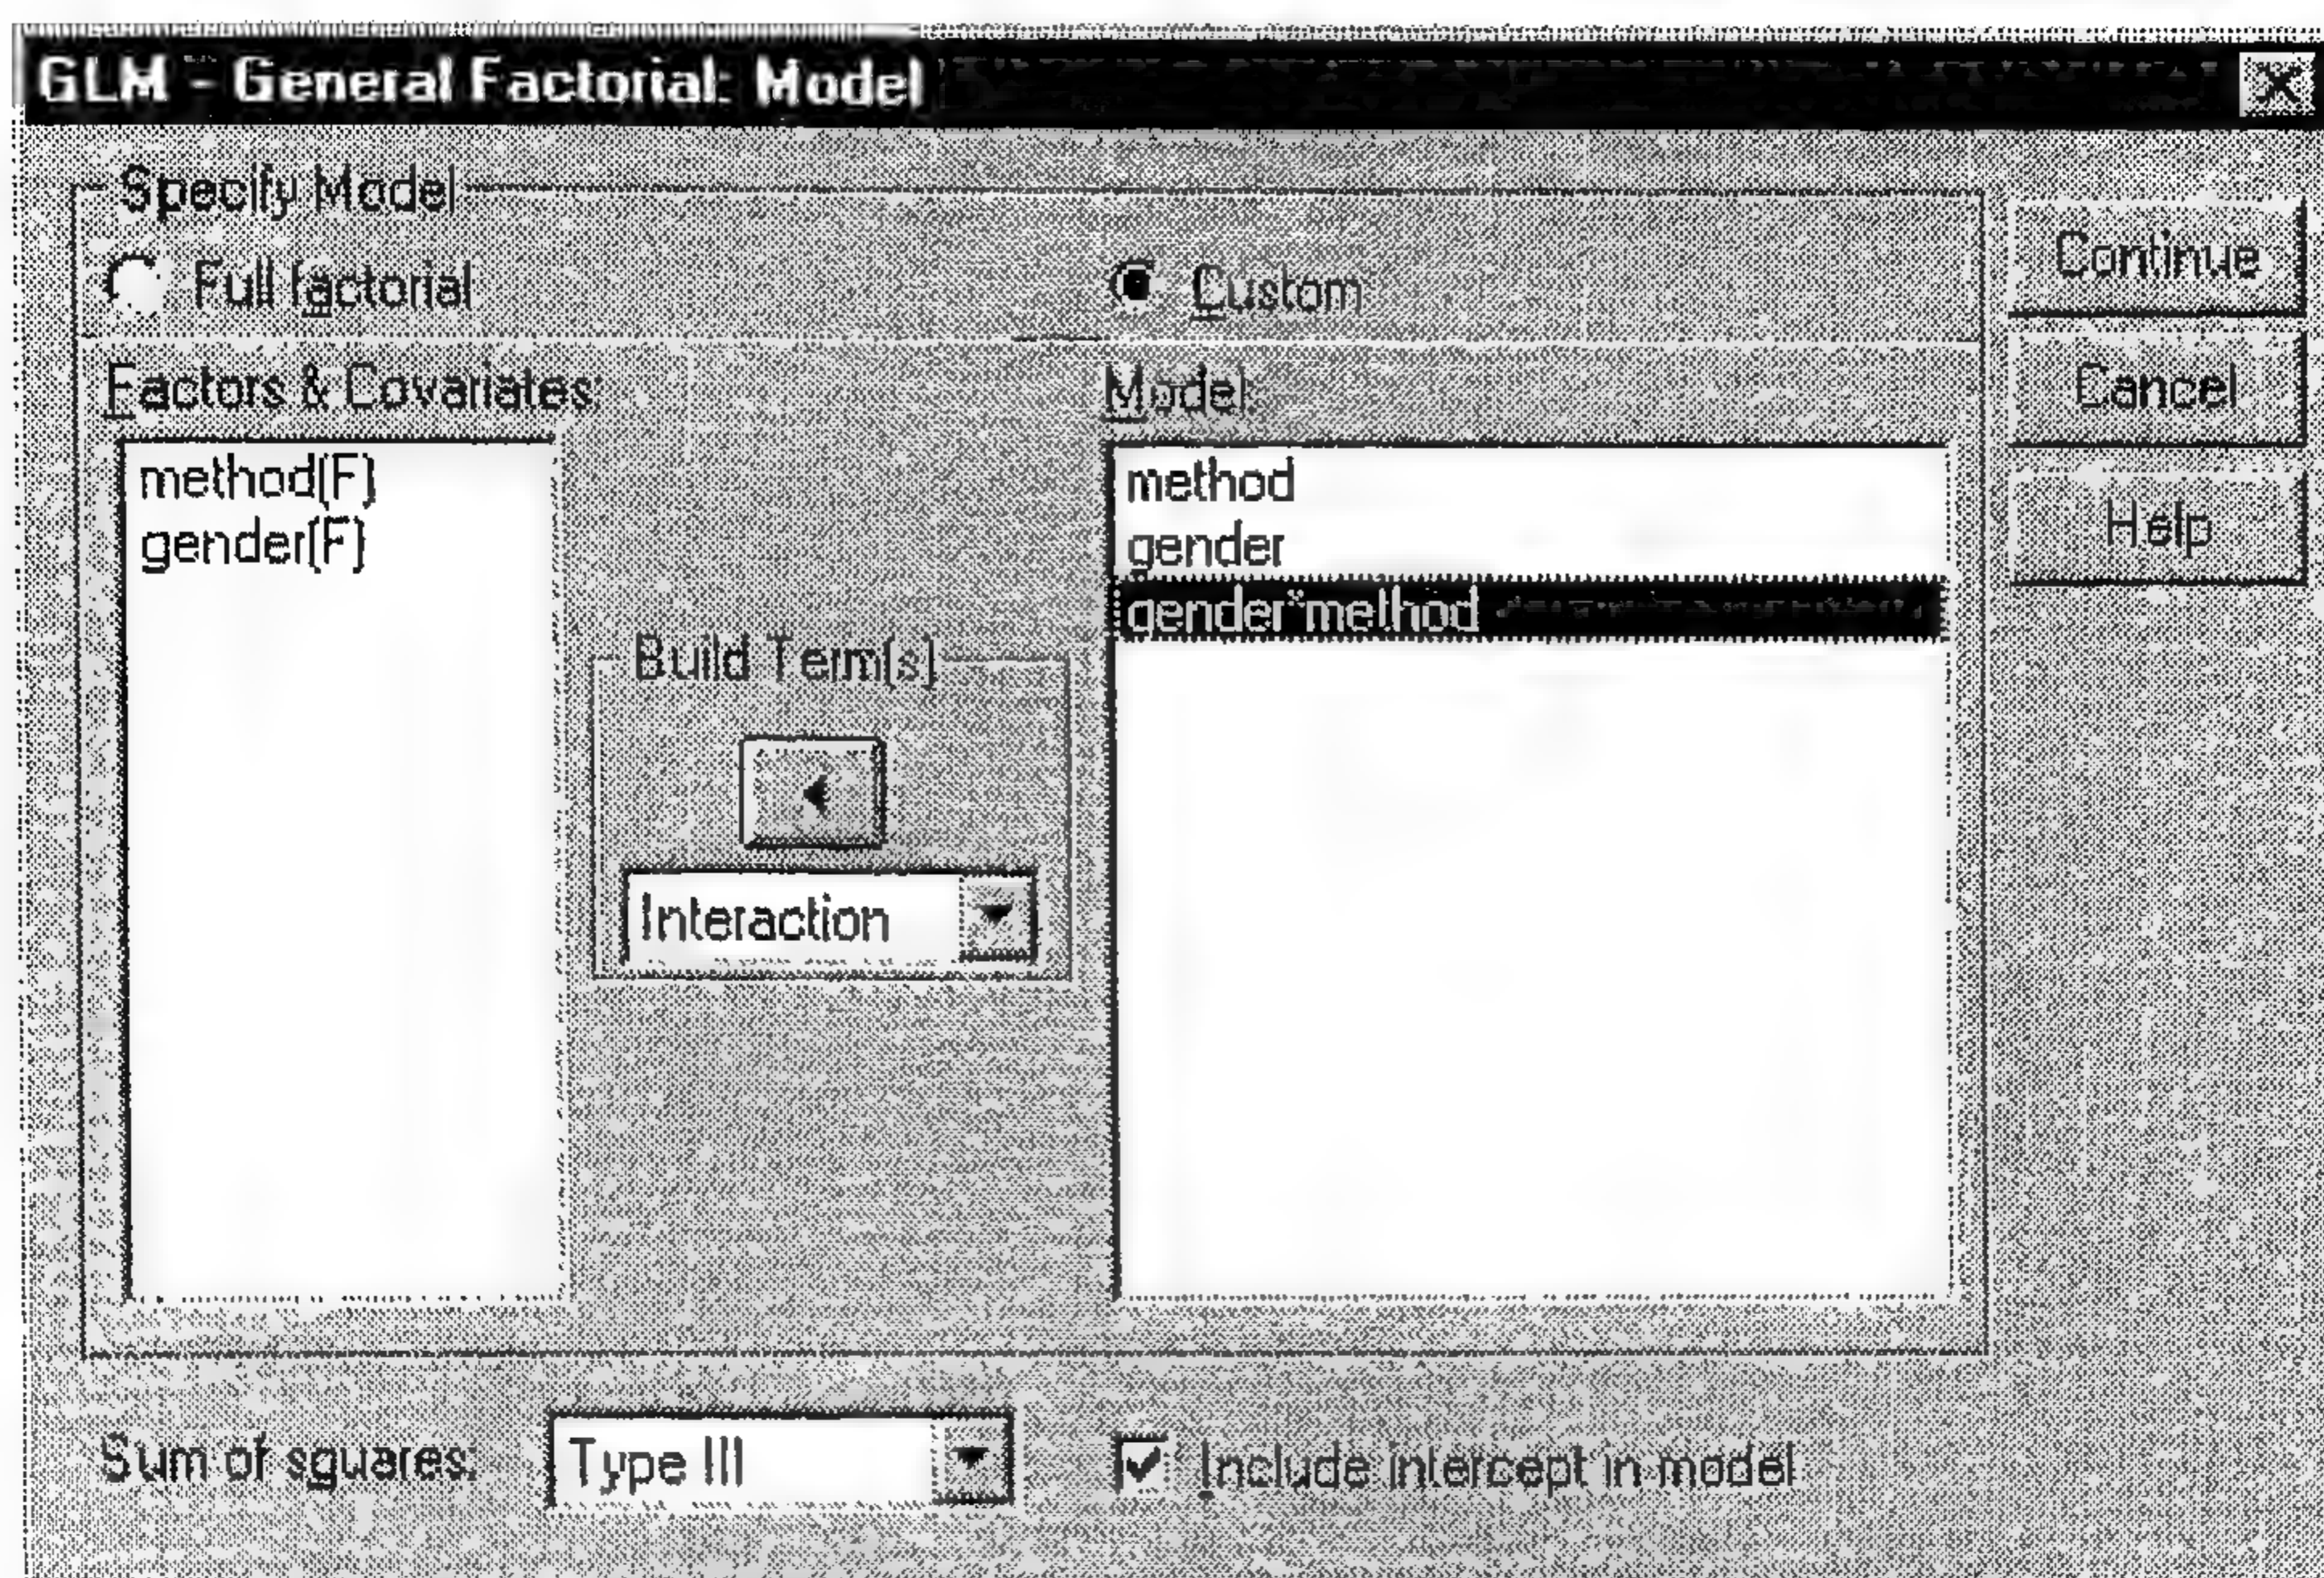 GLM - General Factorial: Model
Specify Model
Full factorial
Custom
Continue
Cancel
Help
Factors & Covariates:
method(F)
gender(F)
Build Term(s)
Interaction
Model:
method
gender
gender*method
Sum of squares:
Type III
Include intercept in model